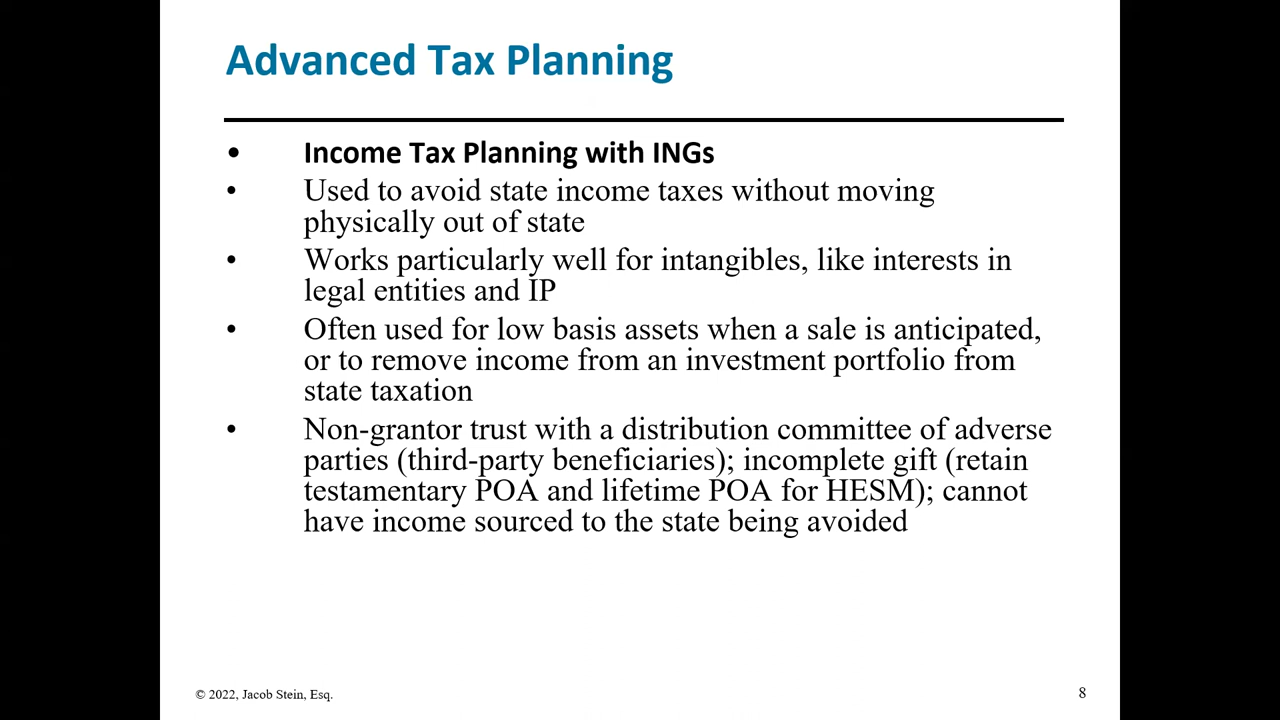 Advanced Tax Planning
• Income Tax Planning with INGs
• Used to avoid state income taxes without moving
physically out of state
• Works particularly well for intangibles, like interests in
legal entities and IP
• Often used for low basis assets when a sale is anticipated,
or to remove income from an investment portfolio from
state taxation
• Non-grantor trust with a distribution committee of adverse
parties (third-party beneficiaries); incomplete gift (retain
testamentary POA and lifetime POA for HESM); cannot
have income sourced to the state being avoided
© 2022, Jacob Stein, Esq.
8